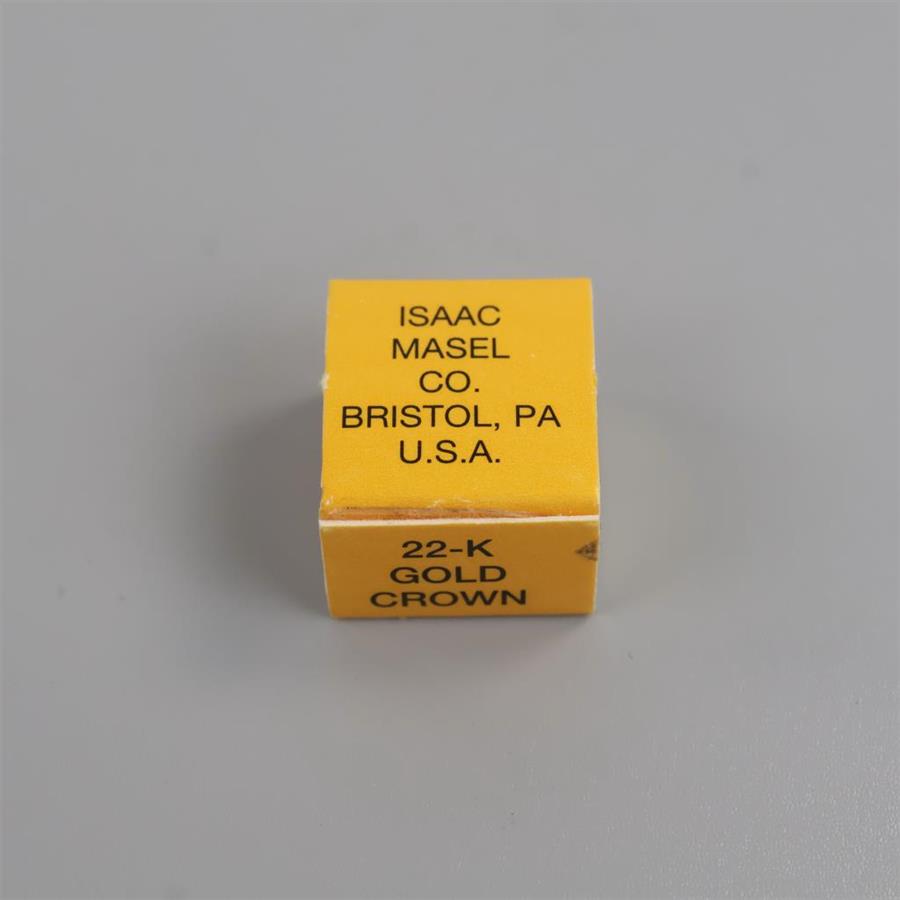 ISAAC
MASEL
CO.
BRISTOL, PA
U.S.A.
22-K
GOLD
CROWN